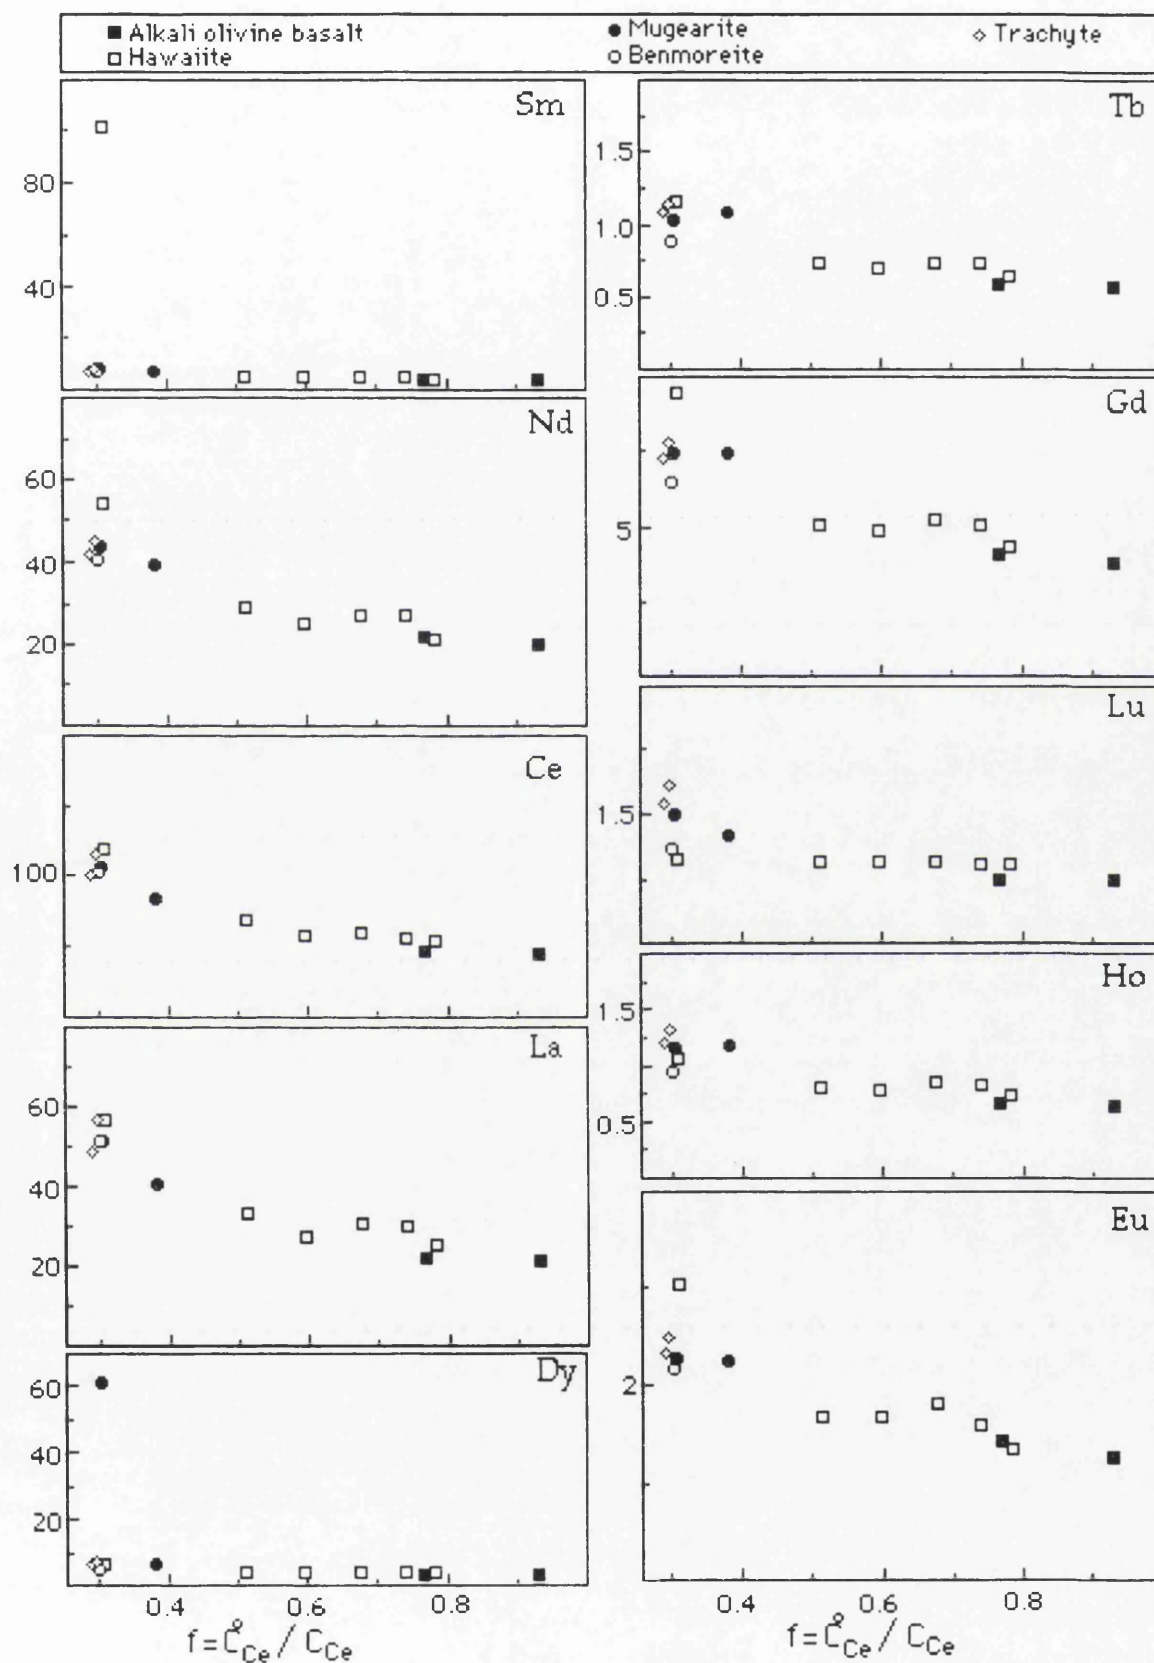 ■ Alkali olivine basalt ● Mugearite ◇ Trachyte
□ Hawaiite ○ Benmoreite
Sm
80
40
Nd
60
40
20
Ce
100
La
60
40
20
Dy
60
40
20
0.4 0.6 0.8
f = C°Ce / CCe
Tb
1.5
1.0
0.5
Gd
5
Lu
1.5
Ho
1.5
0.5
Eu
2
0.4 0.6 0.8
f = C°Ce / CCe